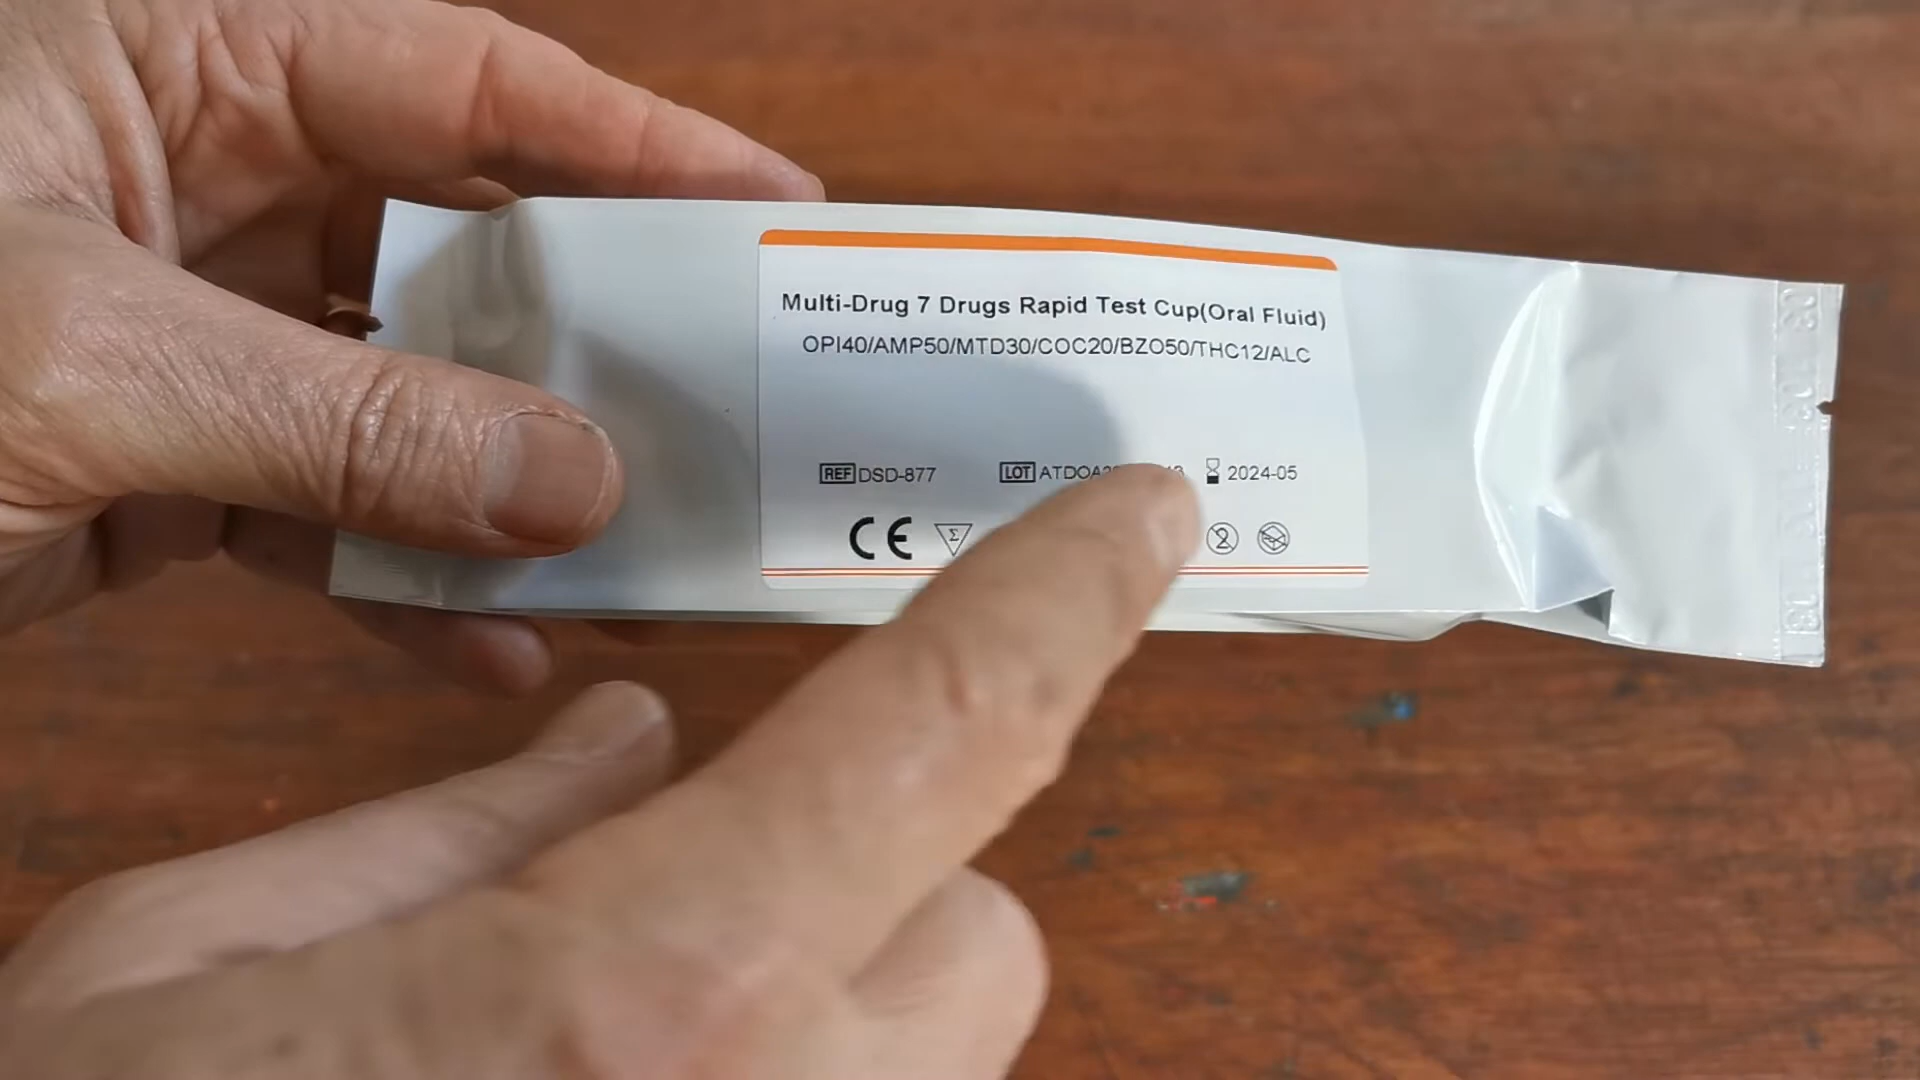 Multi-Drug 7 Drugs Rapid Test Cup(Oral Fluid)
OPI40/AMP50/MTD30/COC20/BZO50/THC12/ALC
REF DSD-877 LOT 2024-05
CE Σ 2